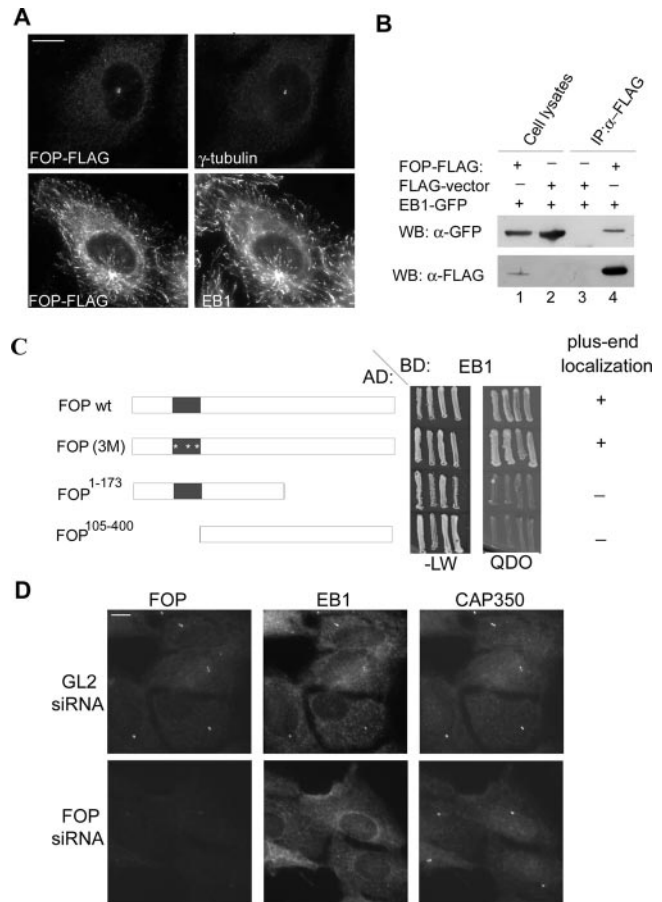 A
FOP-FLAG
γ-tubulin
FOP-FLAG
EB1
B
Cell lysates
IP:α-FLAG
FOP-FLAG: + − − +
FLAG-vector − + + −
EB1-GFP + + + +
WB: α-GFP
WB: α-FLAG
1 2 3 4
C
AD:
BD: EB1
plus-end
localization
FOP wt +
FOP (3M) * * * +
FOP1-173 −
FOP105-400 −
-LW QDO
D
FOP EB1 CAP350
GL2
siRNA
FOP
siRNA